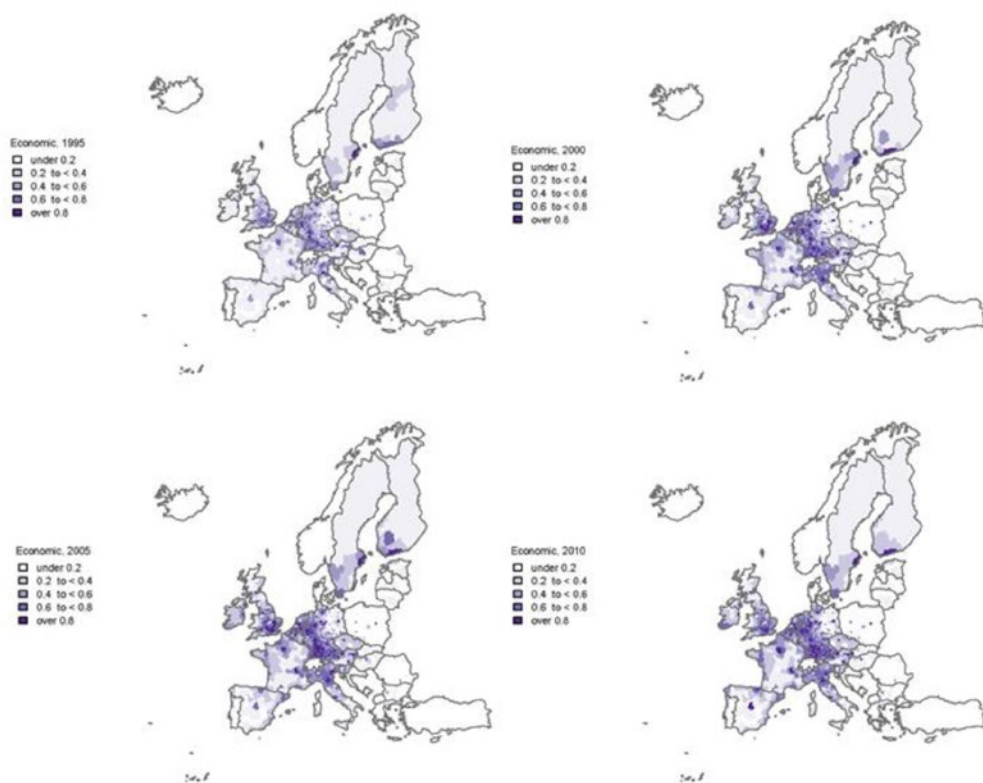 Economic, 1995
under 0.2
0.2 to < 0.4
0.4 to < 0.6
0.6 to < 0.8
over 0.8
Economic, 2000
under 0.2
0.2 to < 0.4
0.4 to < 0.6
0.6 to < 0.8
over 0.8
Economic, 2005
under 0.2
0.2 to < 0.4
0.4 to < 0.6
0.6 to < 0.8
over 0.8
Economic, 2010
under 0.2
0.2 to < 0.4
0.4 to < 0.6
0.6 to < 0.8
over 0.8